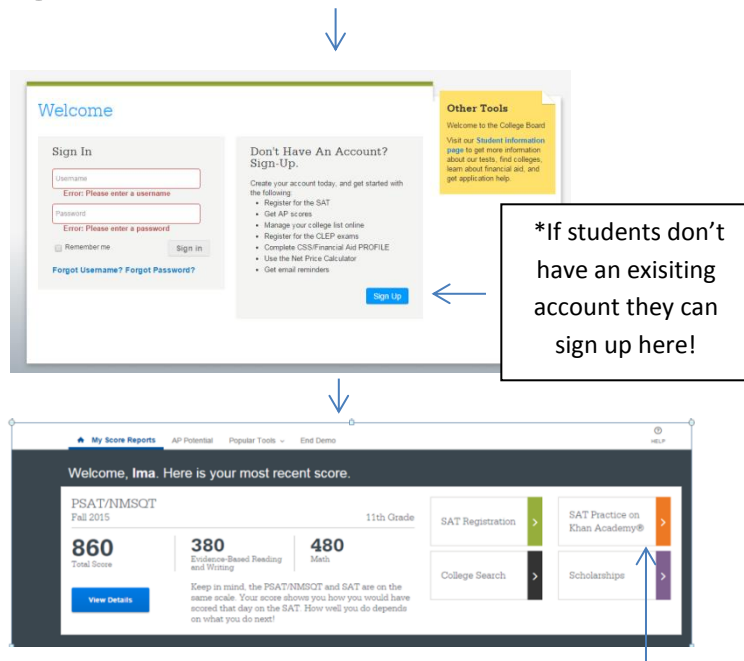 Welcome
Sign In
Username
Error: Please enter a username
Password
Error: Please enter a password
Remember me
Sign in
Forgot Username? Forgot Password?
Don't Have An Account?
Sign-Up.
Create your account today, and get started with
the following:
• Register for the SAT
• Get AP scores
• Manage your college list online
• Register for the CLEP exams
• Complete CSS/Financial Aid PROFILE
• Use the Net Price Calculator
• Get email reminders
Sign Up
Other Tools
Welcome to the College Board
Visit our Student information
page to get more information
about our tests, find colleges,
learn about financial aid, and
get application help.
*If students don’t
have an exisiting
account they can
sign up here!
My Score Reports
AP Potential
Popular Tools
End Demo
HELP
Welcome, Ima. Here is your most recent score.
PSAT/NMSQT
Fall 2015
11th Grade
860
Total Score
380
Evidence-Based Reading
and Writing
480
Math
View Details
Keep in mind, the PSAT/NMSQT and SAT are on the
same scale. Your score shows you how you would have
scored that day on the SAT. How well you do depends
on what you do next!
SAT Registration
SAT Practice on
Khan Academy®
College Search
Scholarships